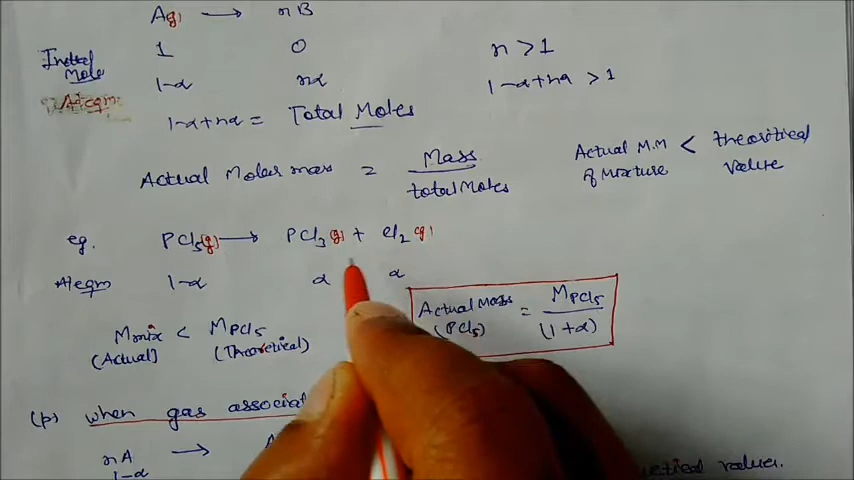 A(g) → nB
Initial mole 1 0 n > 1
At eqm 1-α nα 1-α+nα > 1
1-α+nα = Total Moles
Actual Molar mass = Mass / total Moles
Actual M.M of Mixture < theoritical value
eg. PCl5(g) → PCl3(g) + Cl2(g)
At eqm 1-α α α
Mmix (Actual) < MPCl5 (Theoretical)
Actual Mass (PCl5) = MPCl5 / (1+α)
(b) when gas associa
nA →
1-α
value.